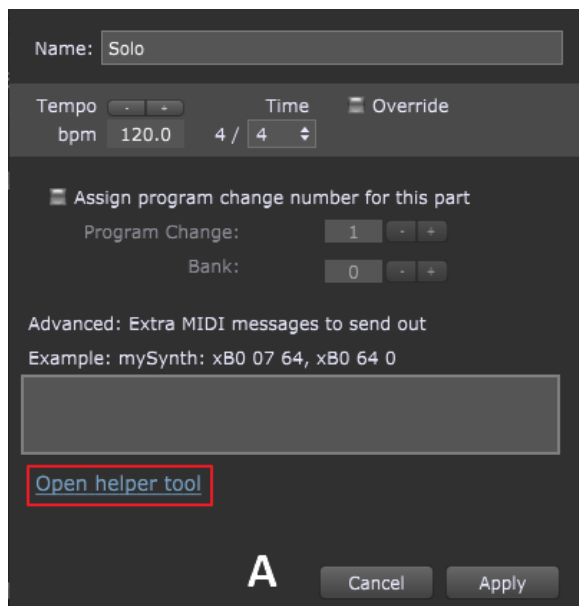 Name: Solo
Tempo - + Time Override
bpm 120.0 4 / 4
Assign program change number for this part
Program Change: 1 - +
Bank: 0 - +
Advanced: Extra MIDI messages to send out
Example: mySynth: xB0 07 64, xB0 64 0
Open helper tool
A Cancel Apply